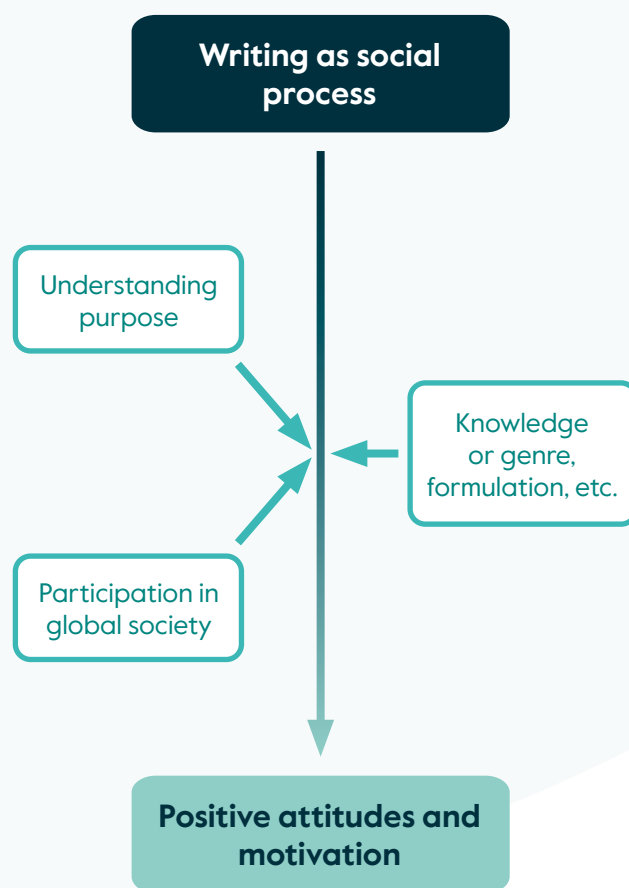 Writing as social
process
Understanding
purpose
Knowledge
or genre,
formulation, etc.
Participation in
global society
Positive attitudes and
motivation